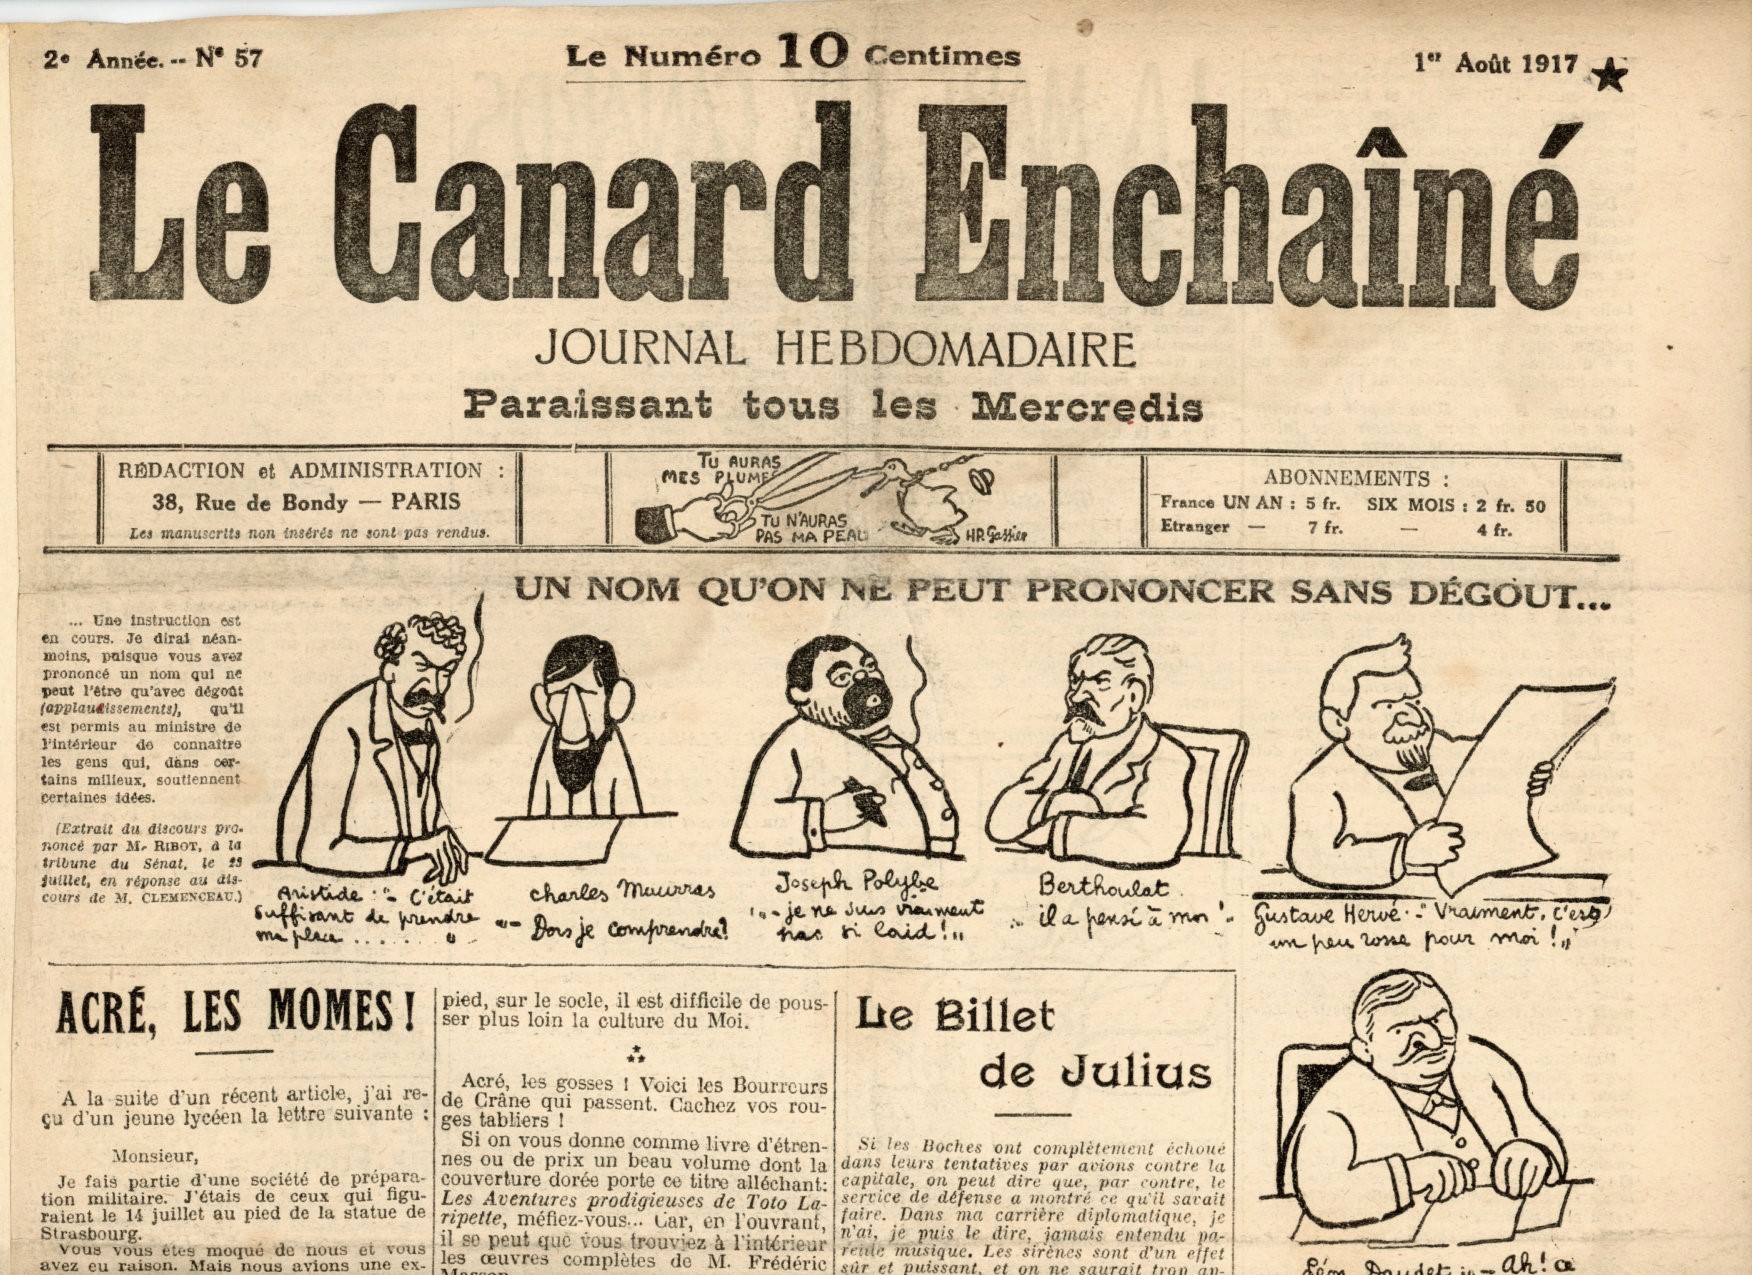 2e Année. -- No 57
Le Numéro 10 Centimes
1er Août 1917
Le Canard Enchaîné
JOURNAL HEBDOMADAIRE
Paraissant tous les Mercredis
RÉDACTION et ADMINISTRATION :
38, Rue de Bondy — PARIS
Les manuscrits non insérés ne sont pas rendus.
TU AURAS
MES PLUMES
TU N'AURAS
PAS MA PEAU
H.P. Gassier
ABONNEMENTS :
France UN AN : 5 fr. SIX MOIS : 2 fr. 50
Etranger — 7 fr. — 4 fr.
UN NOM QU'ON NE PEUT PRONONCER SANS DÉGOUT...
... Une instruction est
en cours. Je dirai néan-
moins, puisque vous avez
prononcé un nom qui ne
peut l'être qu'avec dégoût
(applaudissements), qu'il
est permis au ministre de
l'intérieur de connaître
les gens qui, dans cer-
tains milieux, soutiennent
certaines idées.
(Extrait du discours pro-
noncé par M. RIBOT, à la
tribune du Sénat, le 23
juillet, en réponse au dis-
cours de M. CLEMENCEAU.)
Aristide : "- C'était
suffisant de prendre
ma place ...... "
Charles Maurras
"- Dois je comprendre?
Joseph Polybe
"- je ne suis vraiment
pas si laid ! "
Berthoulat
il a pensé à moi !
Gustave Hervé - "Vraiment, c'est
un peu rosse pour moi ! "
Léon Daudet - Ah ! ce
ACRÉ, LES MOMES !
A la suite d'un récent article, j'ai re-
çu d'un jeune lycéen la lettre suivante :
Monsieur,
Je fais partie d'une société de prépara-
tion militaire. J'étais de ceux qui figu-
raient le 14 juillet au pied de la statue de
Strasbourg.
Vous vous êtes moqué de nous et vous
avez eu raison. Mais nous avions une ex-
pied, sur le socle, il est difficile de pous-
ser plus loin la culture du Moi.
Acré, les gosses ! Voici les Bourreurs
de Crâne qui passent. Cachez vos rou-
ges tabliers !
Si on vous donne comme livre d'étren-
nes ou de prix un beau volume dont la
couverture dorée porte ce titre alléchant:
Les Aventures prodigieuses de Toto La-
ripette, méfiez-vous... Car, en l'ouvrant,
il se peut que vous trouviez à l'intérieur
les œuvres complètes de M. Frédéric
Masson
Le Billet
de Julius
Si les Boches ont complètement échoué
dans leurs tentatives par avions contre la
capitale, on peut dire que, par contre, le
service de défense a montré ce qu'il savait
faire. Dans ma carrière diplomatique, je
n'ai, je puis le dire, jamais entendu pa-
reille musique. Les sirènes sont d'un effet
sûr et puissant, et on ne saurait trop ap-